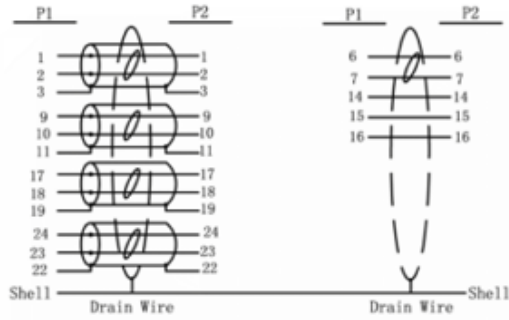 P1 P2 P1 P2
1 1 6 6
2 2 7 7
3 3 14 14
9 9 15 15
10 10 16 16
11 11
17 17
18 18
19 19
24 24
23 23
22 22
Shell Shell
Drain Wire Drain Wire